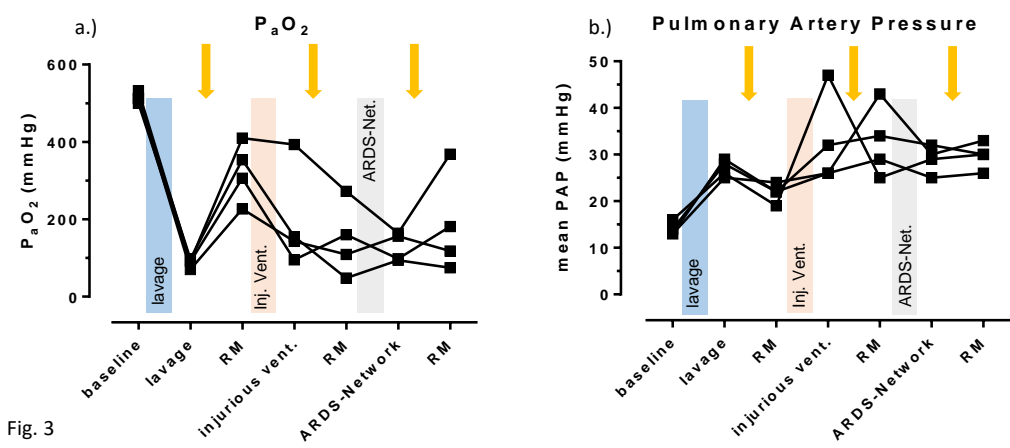 a.)
PaO2
600
400
200
0
PaO2 (mmHg)
lavage
Inj. Vent.
ARDS-Net.
baseline
lavage
RM
injurious vent.
RM
ARDS-Network
RM
b.)
Pulmonary Artery Pressure
50
40
30
20
10
0
mean PAP (mmHg)
lavage
Inj. Vent.
ARDS-Net.
baseline
lavage
RM
injurious vent.
RM
ARDS-Network
RM
Fig. 3